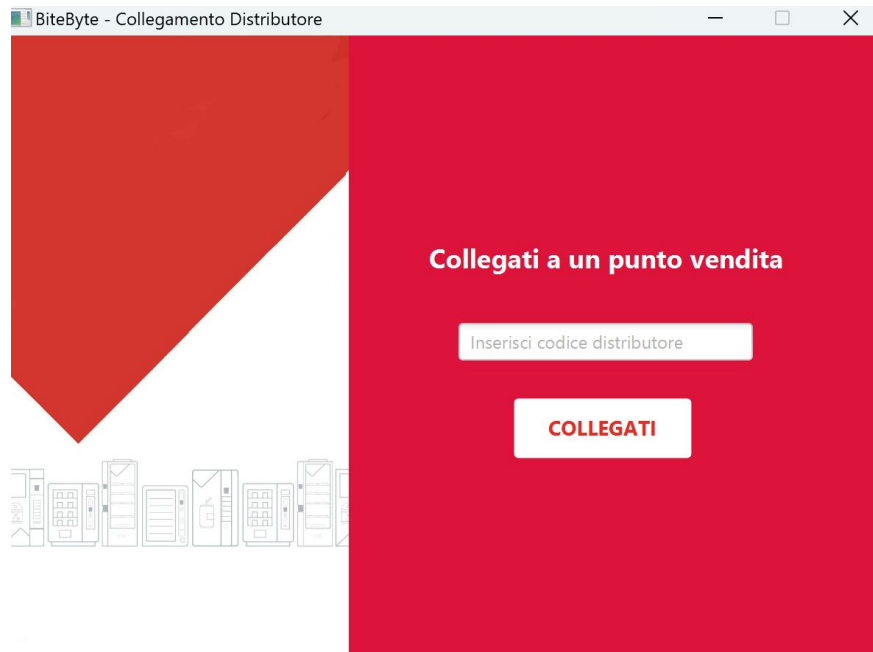 BiteByte - Collegamento Distributore
Collegati a un punto vendita
Inserisci codice distributore
COLLEGATI